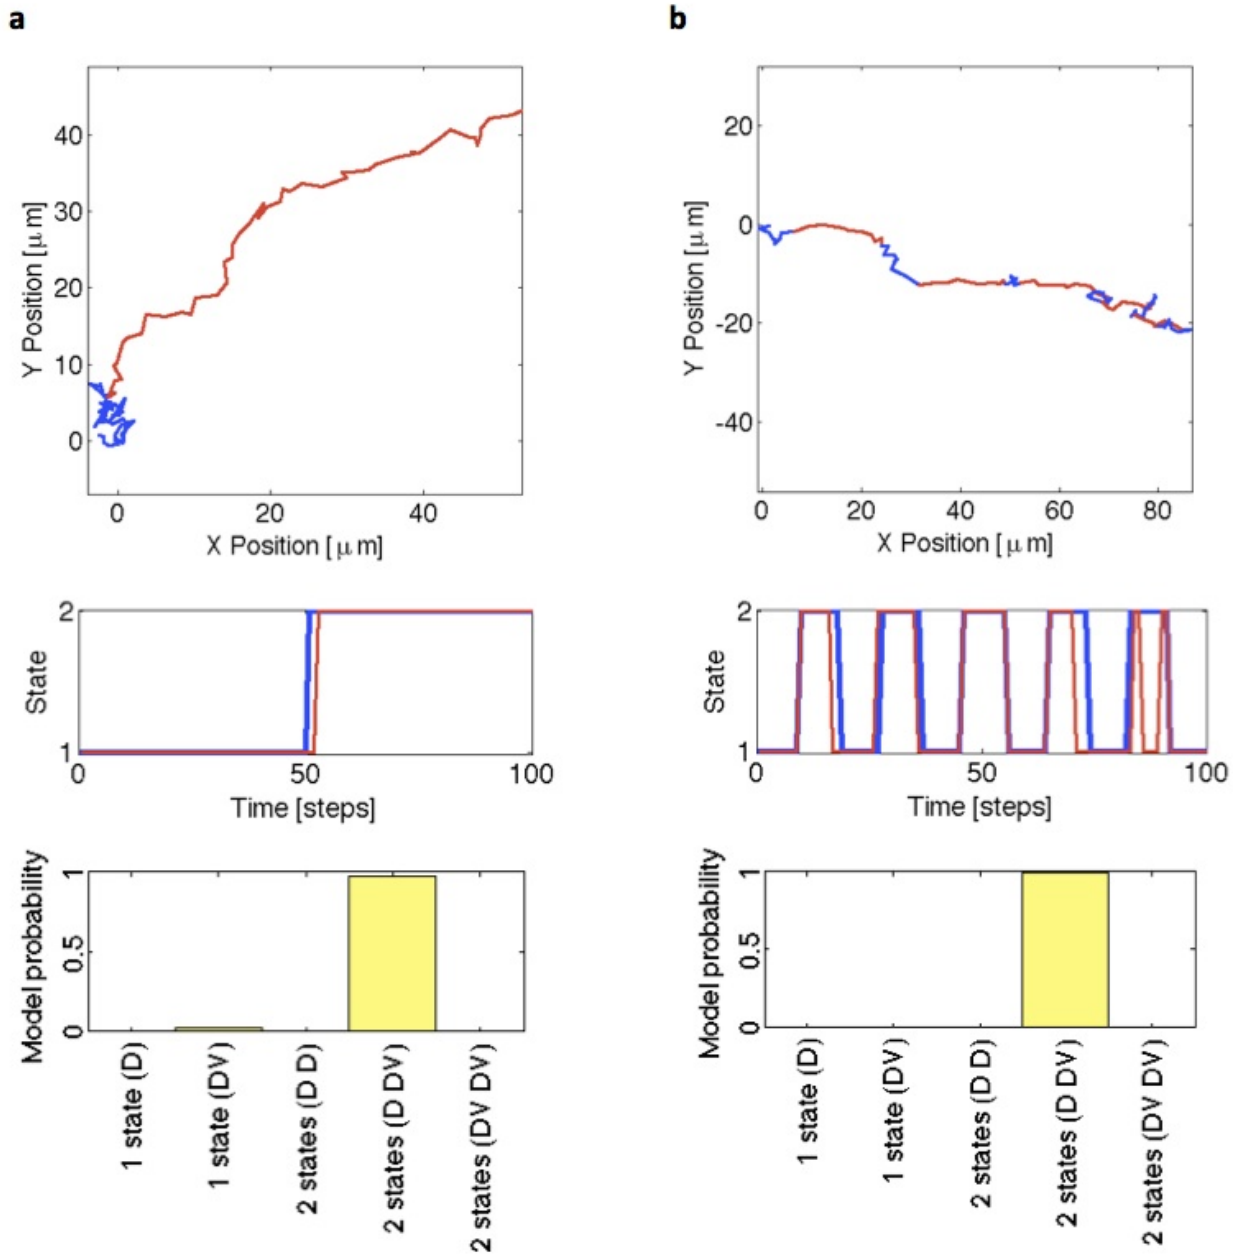 a
40
30
20
10
0
Y Position [μ m]
0 20 40
X Position [ μ m]
2
State
1
0 50 100
Time [steps]
1
0.5
0
Model probability
1 state (D)
1 state (DV)
2 states (D D)
2 states (D DV)
2 states (DV DV)
b
20
0
-20
-40
Y Position [μ m]
0 20 40 60 80
X Position [ μ m]
2
State
1
0 50 100
Time [steps]
1
0.5
0
Model probability
1 state (D)
1 state (DV)
2 states (D D)
2 states (D DV)
2 states (DV DV)